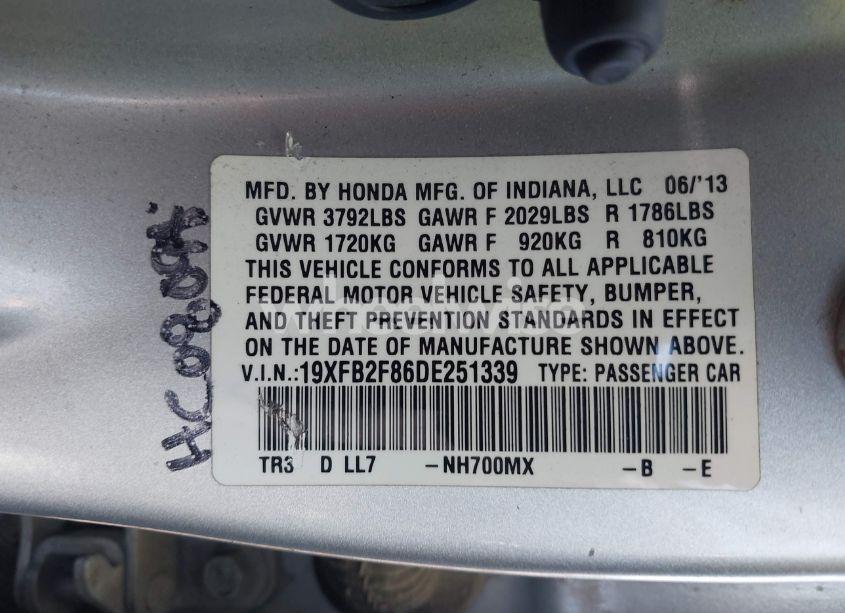 MFD. BY HONDA MFG. OF INDIANA, LLC 06/'13
GVWR 3792LBS GAWR F 2029LBS R 1786LBS
GVWR 1720KG GAWR F 920KG R 810KG
THIS VEHICLE CONFORMS TO ALL APPLICABLE
FEDERAL MOTOR VEHICLE SAFETY, BUMPER,
AND THEFT PREVENTION STANDARDS IN EFFECT
ON THE DATE OF MANUFACTURE SHOWN ABOVE.
V.I.N.:19XFB2F86DE251339 TYPE: PASSENGER CAR
TR3 D LL7 -NH700MX -B -E